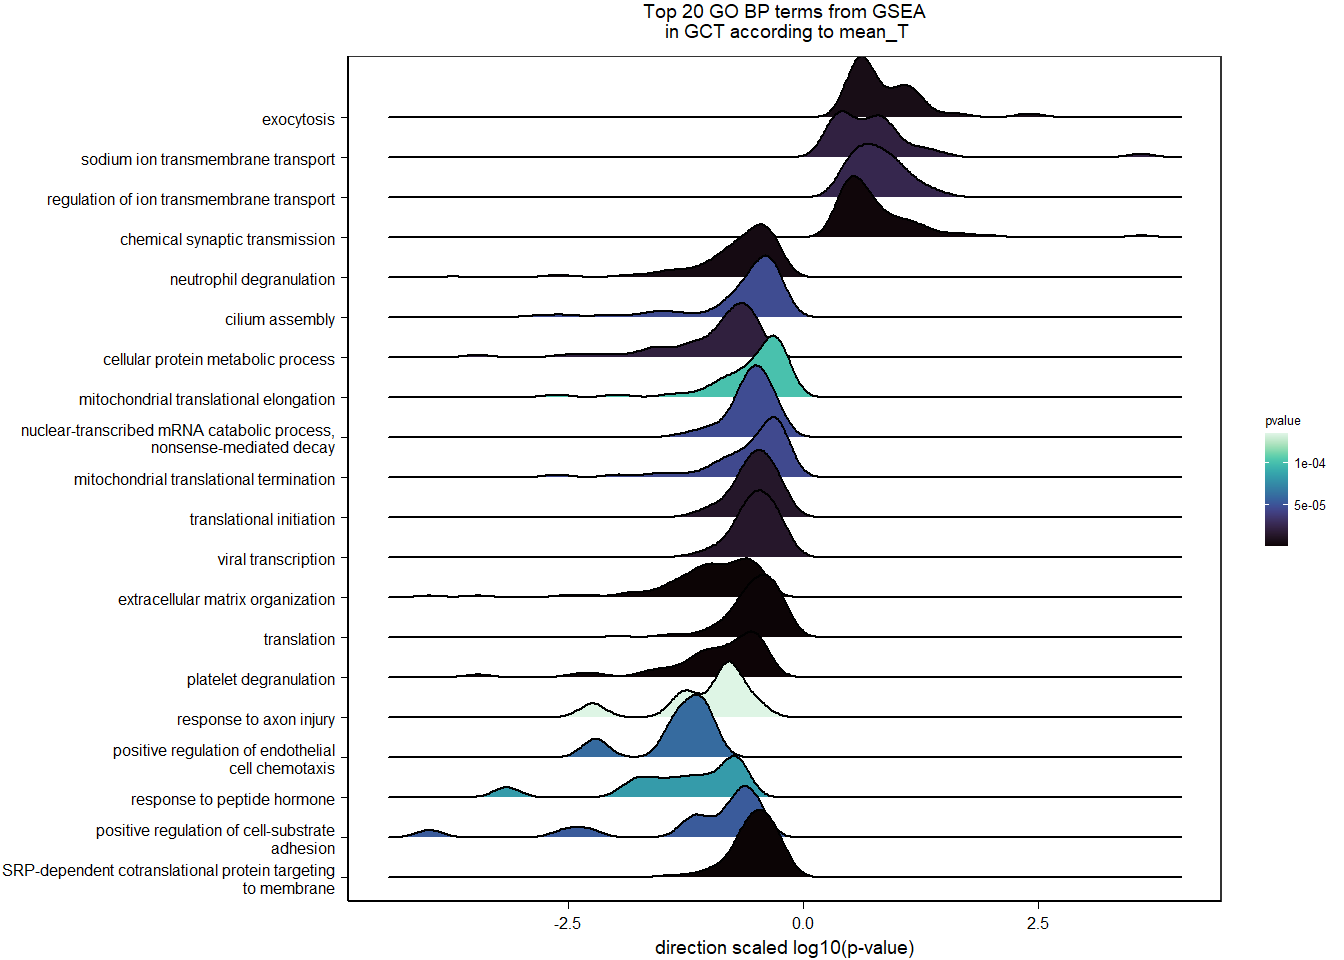 Top 20 GO BP terms from GSEA
in GCT according to mean_T
exocytosis
sodium ion transmembrane transport
regulation of ion transmembrane transport
chemical synaptic transmission
neutrophil degranulation
cilium assembly
cellular protein metabolic process
mitochondrial translational elongation
nuclear-transcribed mRNA catabolic process,
nonsense-mediated decay
mitochondrial translational termination
translational initiation
viral transcription
extracellular matrix organization
translation
platelet degranulation
response to axon injury
positive regulation of endothelial
cell chemotaxis
response to peptide hormone
positive regulation of cell-substrate
adhesion
SRP-dependent cotranslational protein targeting
to membrane
-2.5 0.0 2.5
direction scaled log10(p-value)
pvalue
1e-04
5e-05